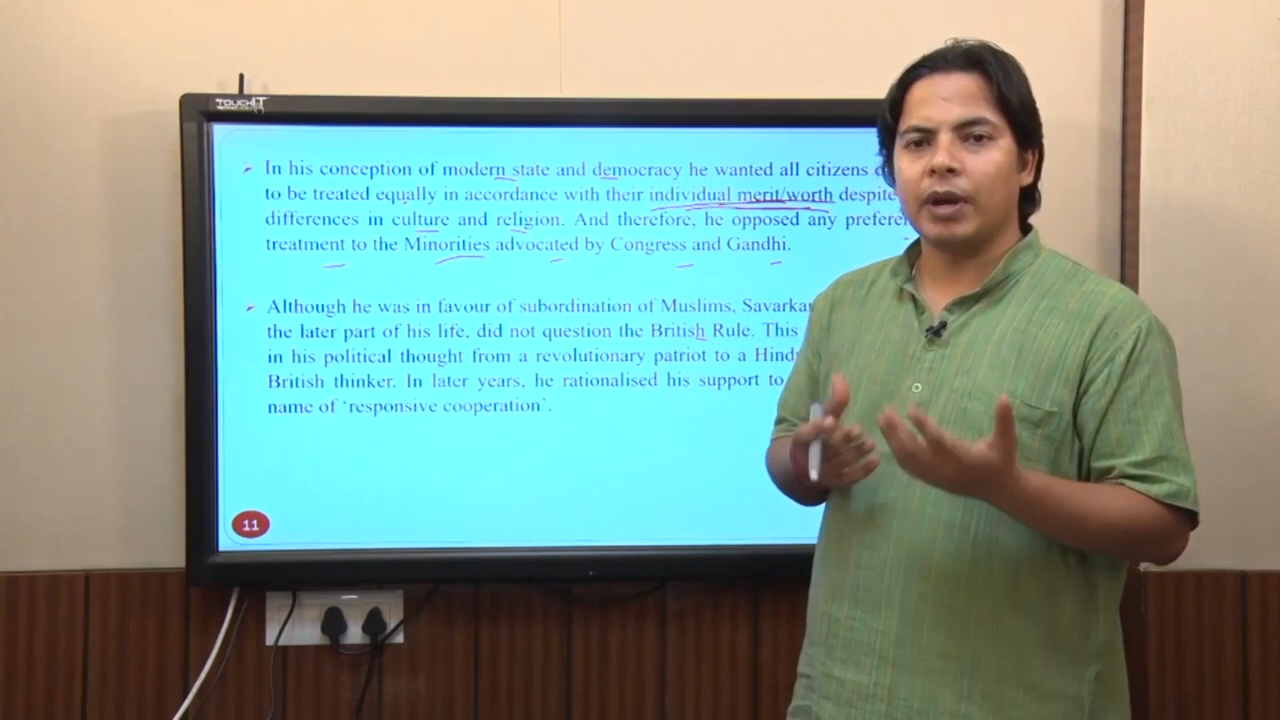 TOUCHIT
➢ In his conception of modern state and democracy he wanted all citizens
to be treated equally in accordance with their individual merit/worth despite
differences in culture and religion. And therefore, he opposed any
treatment to the Minorities advocated by Congress and Gandhi.
➢ Although he was in favour of subordination of Muslims, Savarkar
the later part of his life, did not question the British Rule. This
in his political thought from a revolutionary patriot to a
British thinker. In later years, he rationalised his support to
name of ‘responsive cooperation’.
11